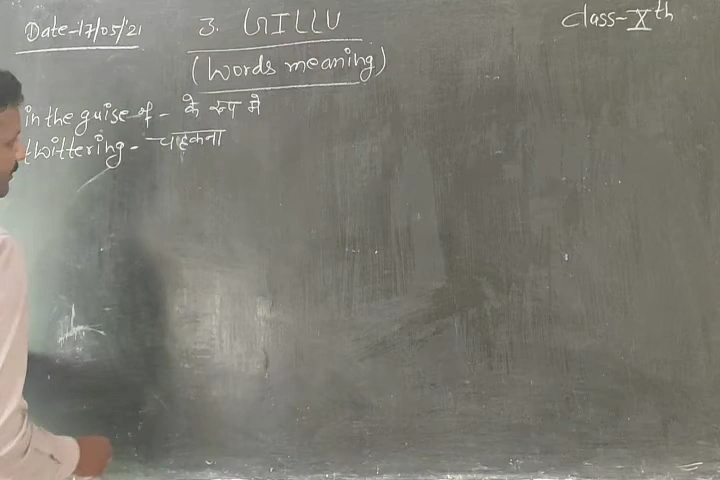 Date-17/05/21
3. GILLU
Class-Xth
(Words meaning)
in the guise of - के रूप में
twittering - चहकना